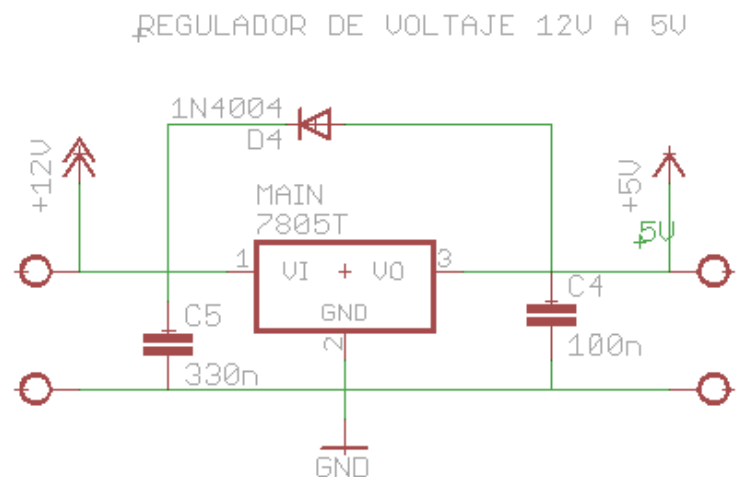 REGULADOR DE VOLTAJE 12V A 5V
1N4004
D4
+12V
MAIN
7805T
+5V
5V
1
VI
VO
3
GND
2
C5
330n
C4
100n
GND